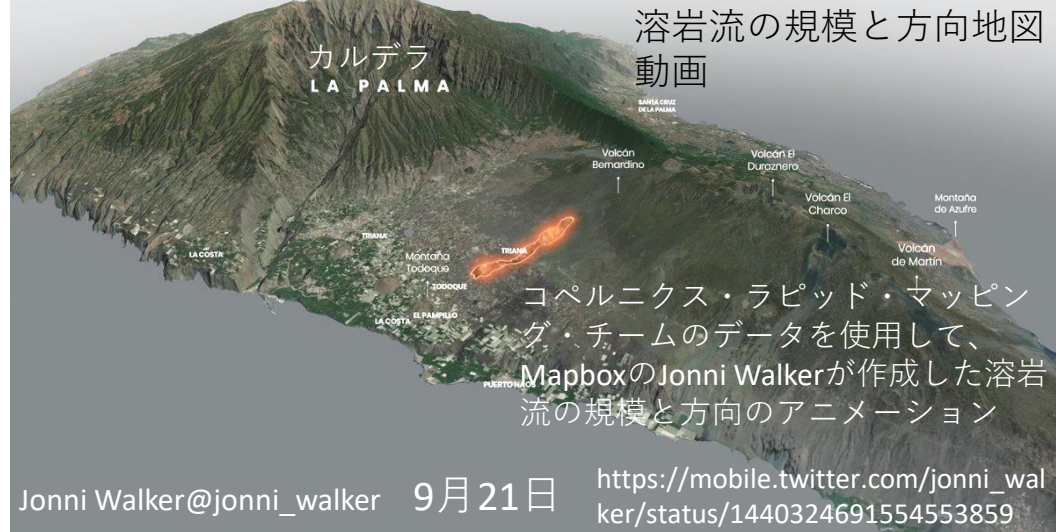 溶岩流の規模と方向地図
動画
カルデラ
LA PALMA
SANTA CRUZ
DE LA PALMA
Volcán
Bernardino
Volcán El
Duraznero
Volcán El
Charco
Montaña
de Azufre
Volcán
de Martín
TRIANA
TRIANA
LA COSTA
Montaña
Todoque
TODOQUE
LA COSTA
EL PAMPILLO
PUERTO NAOS
コペルニクス・ラピッド・マッピン
グ・チームのデータを使用して、
MapboxのJonni Walkerが作成した溶岩
流の規模と方向のアニメーション
Jonni Walker@jonni_walker
9月21日
https://mobile.twitter.com/jonni_wal
ker/status/1440324691554553859